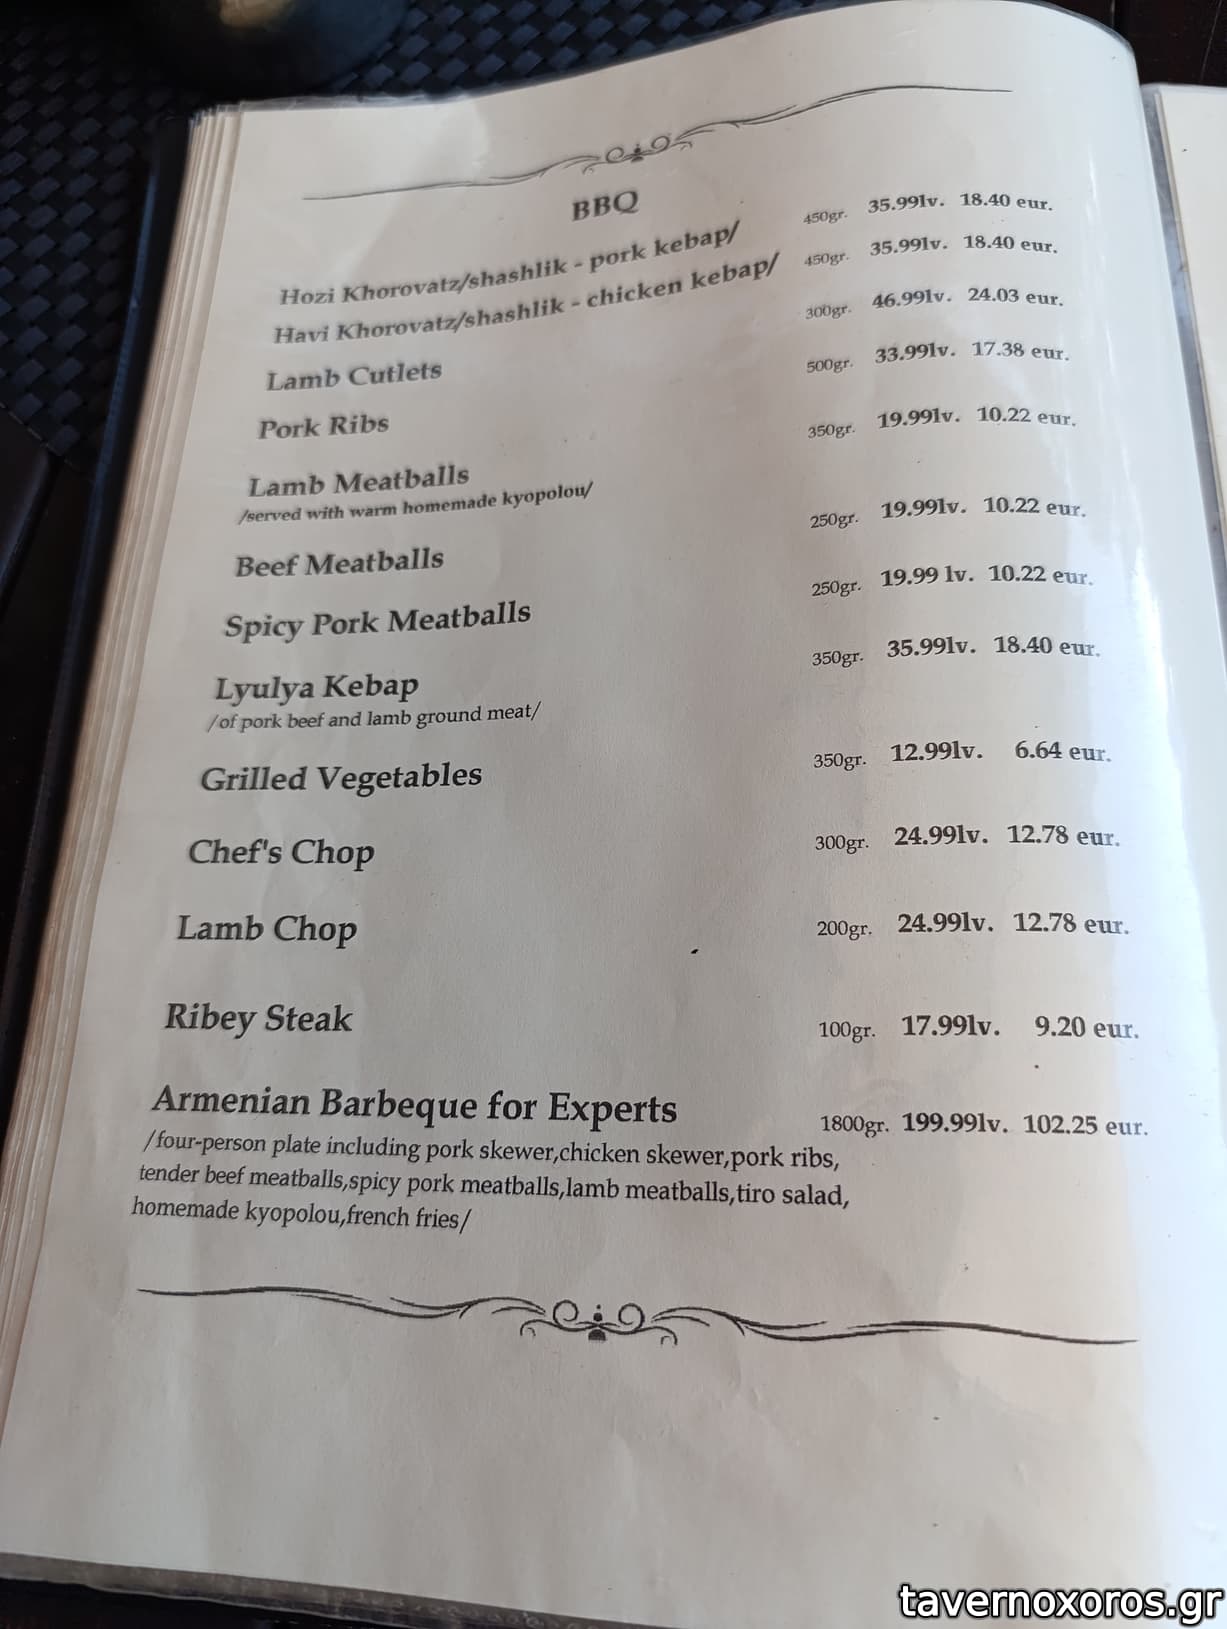 BBQ
Hozi Khorovatz/shashlik - pork kebap/ 450gr. 35.99lv. 18.40 eur.
Havi Khorovatz/shashlik - chicken kebap/ 450gr. 35.99lv. 18.40 eur.
Lamb Cutlets 300gr. 46.99lv. 24.03 eur.
Pork Ribs 500gr. 33.99lv. 17.38 eur.
Lamb Meatballs 350gr. 19.99lv. 10.22 eur.
/served with warm homemade kyopolou/
Beef Meatballs 250gr. 19.99lv. 10.22 eur.
Spicy Pork Meatballs 250gr. 19.99 lv. 10.22 eur.
Lyulya Kebap 350gr. 35.99lv. 18.40 eur.
/of pork beef and lamb ground meat/
Grilled Vegetables 350gr. 12.99lv. 6.64 eur.
Chef's Chop 300gr. 24.99lv. 12.78 eur.
Lamb Chop 200gr. 24.99lv. 12.78 eur.
Ribey Steak 100gr. 17.99lv. 9.20 eur.
Armenian Barbeque for Experts 1800gr. 199.99lv. 102.25 eur.
/four-person plate including pork skewer,chicken skewer,pork ribs,
tender beef meatballs,spicy pork meatballs,lamb meatballs,tiro salad,
homemade kyopolou,french fries/
tavernoxoros.gr